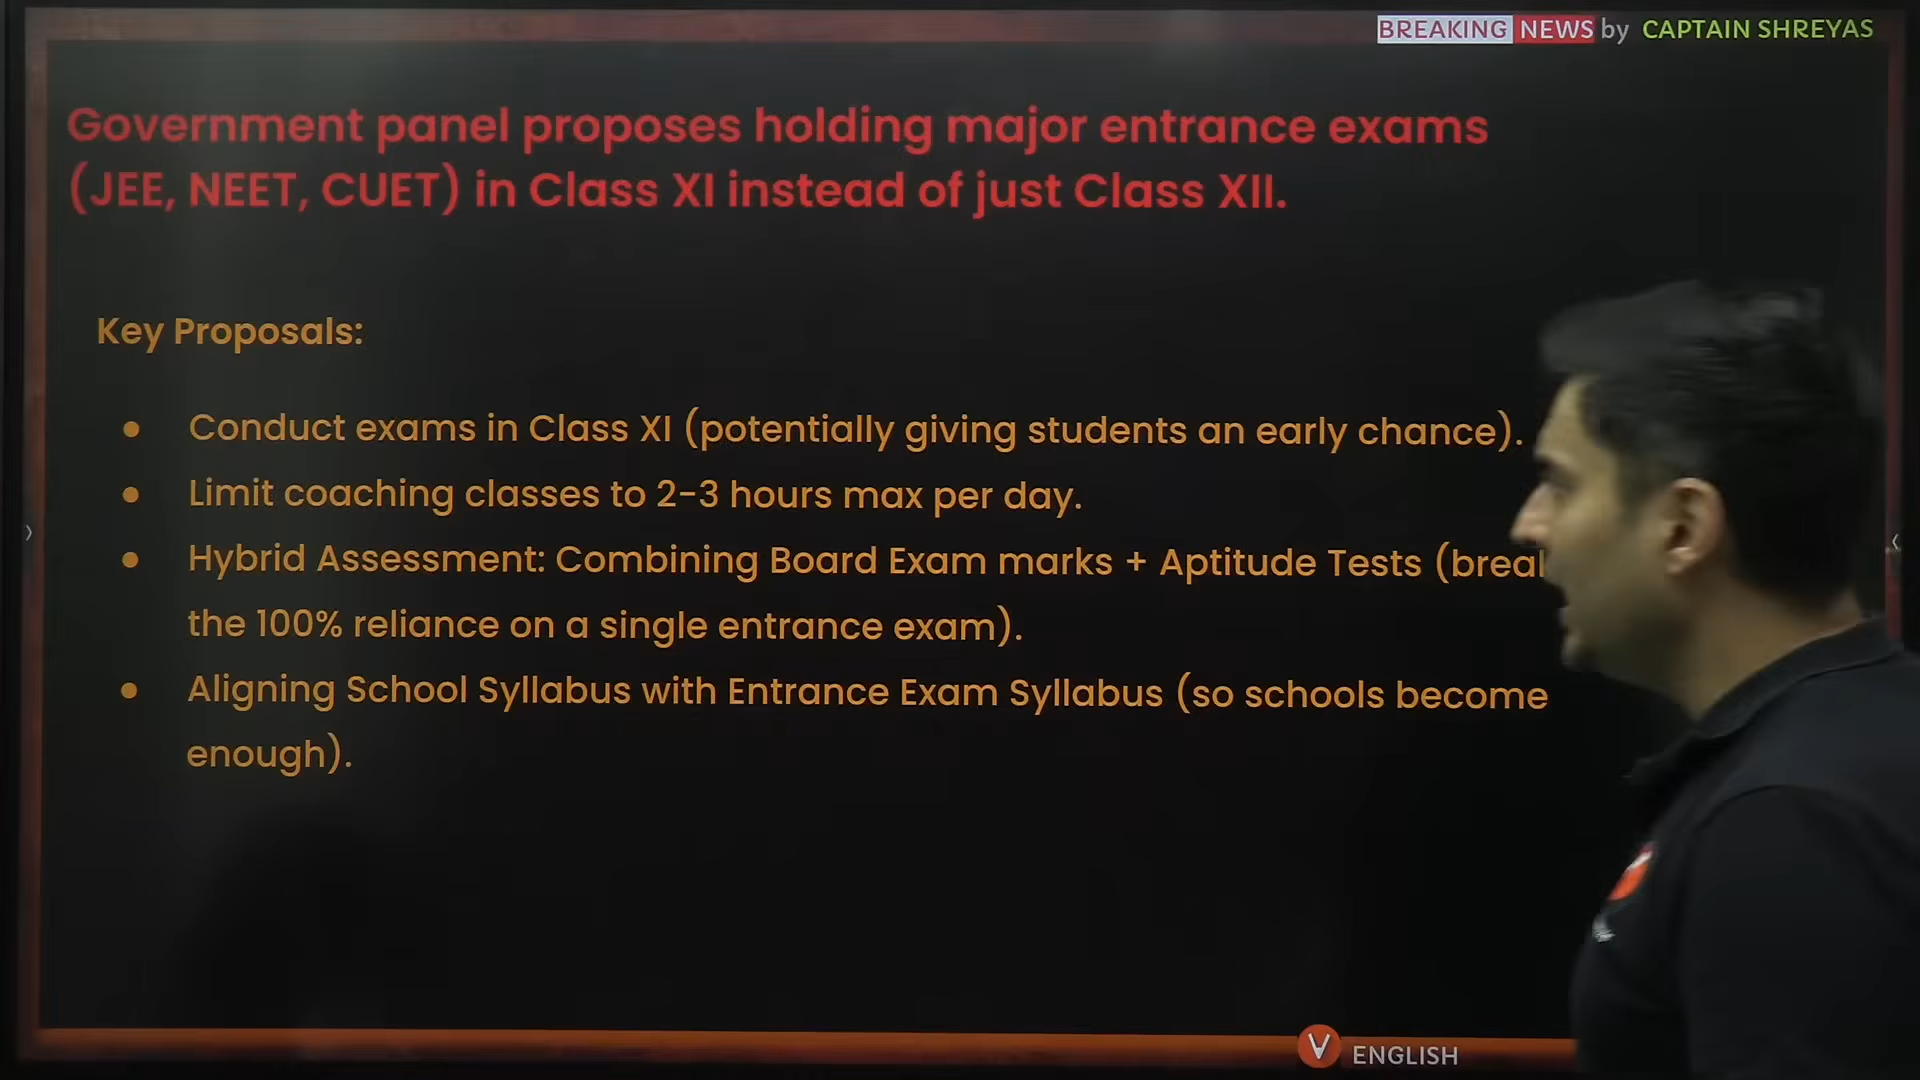 BREAKING NEWS by CAPTAIN SHREYAS
Government panel proposes holding major entrance exams
(JEE, NEET, CUET) in Class XI instead of just Class XII.
Key Proposals:
● Conduct exams in Class XI (potentially giving students an early chance).
● Limit coaching classes to 2-3 hours max per day.
● Hybrid Assessment: Combining Board Exam marks + Aptitude Tests
the 100% reliance on a single entrance exam).
● Aligning School Syllabus with Entrance Exam Syllabus (so schools become
enough).
V ENGLISH